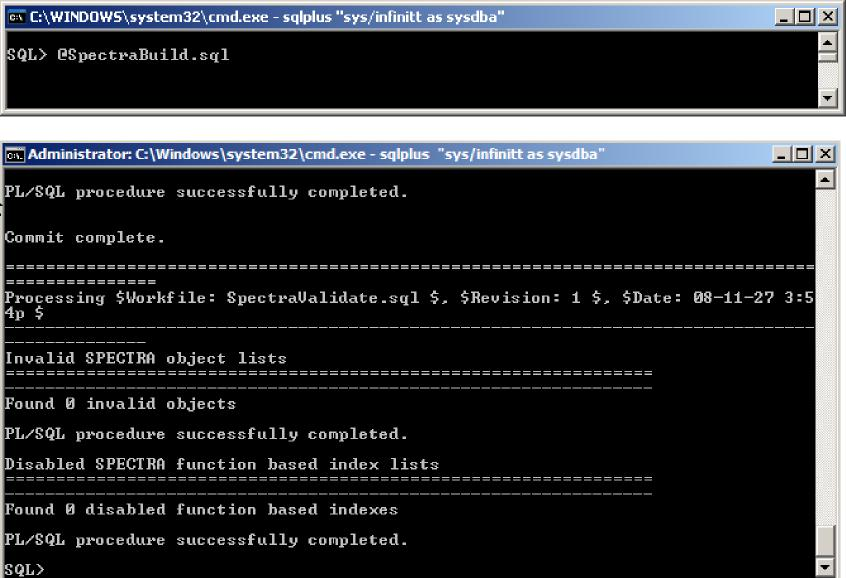 C:\WINDOWS\system32\cmd.exe - sqlplus "sys/infinitt as sysdba"
SQL> @SpectraBuild.sql
Administrator: C:\Windows\system32\cmd.exe - sqlplus "sys/infinitt as sysdba"
PL/SQL procedure successfully completed.
Commit complete.
================================================================================
===============
Processing $Workfile: SpectraValidate.sql $, $Revision: 1 $, $Date: 08-11-27 3:5
4p $
--------------------------------------------------------------------------------
--------------
Invalid SPECTRA object lists
================================================================
----------------------------------------------------------------
Found 0 invalid objects
PL/SQL procedure successfully completed.
Disabled SPECTRA function based index lists
================================================================
----------------------------------------------------------------
Found 0 disabled function based indexes
PL/SQL procedure successfully completed.
SQL>